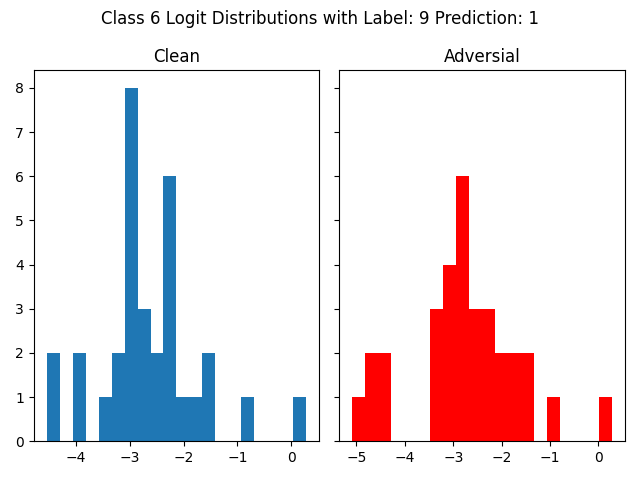 Class 6 Logit Distributions with Label: 9 Prediction: 1
Clean
Adversial
8
7
6
5
4
3
2
1
0
−4 −3 −2 −1 0
−5 −4 −3 −2 −1 0